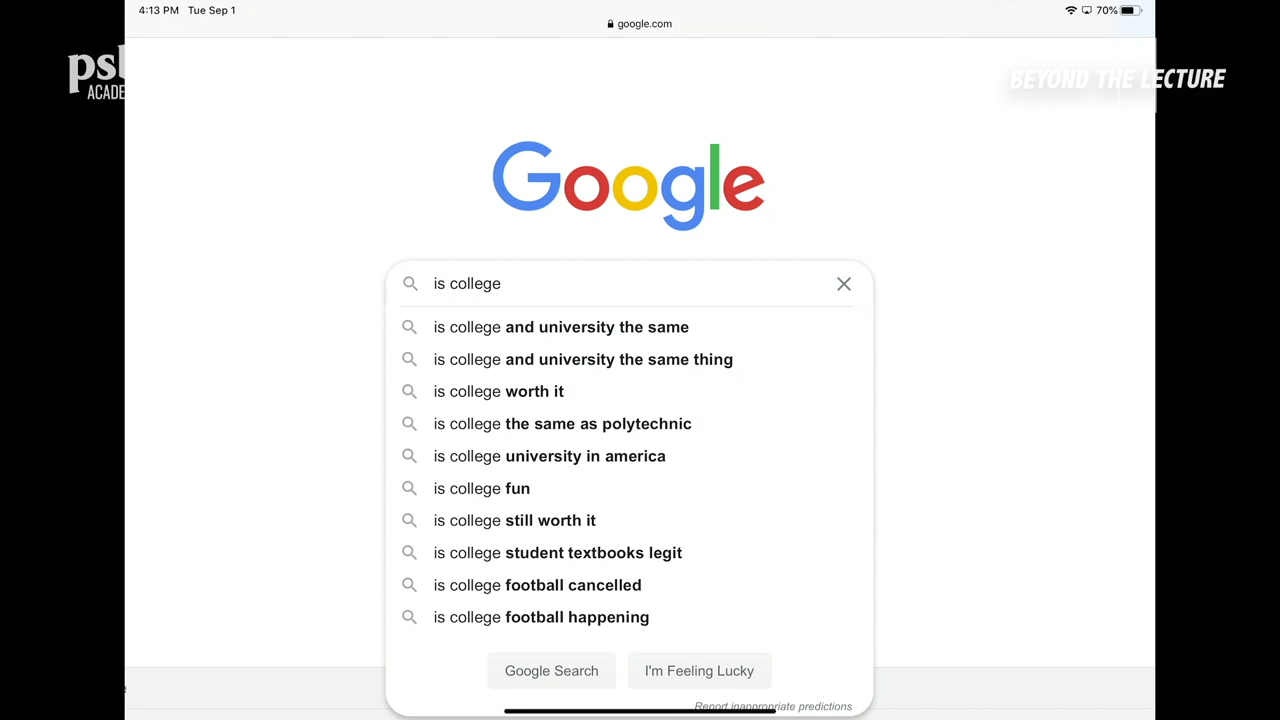 4:13 PM Tue Sep 1
70%
google.com
psb
ACADE
BEYOND THE LECTURE
Google
is college
is college and university the same
is college and university the same thing
is college worth it
is college the same as polytechnic
is college university in america
is college fun
is college still worth it
is college student textbooks legit
is college football cancelled
is college football happening
Google Search I'm Feeling Lucky
Report inappropriate predictions